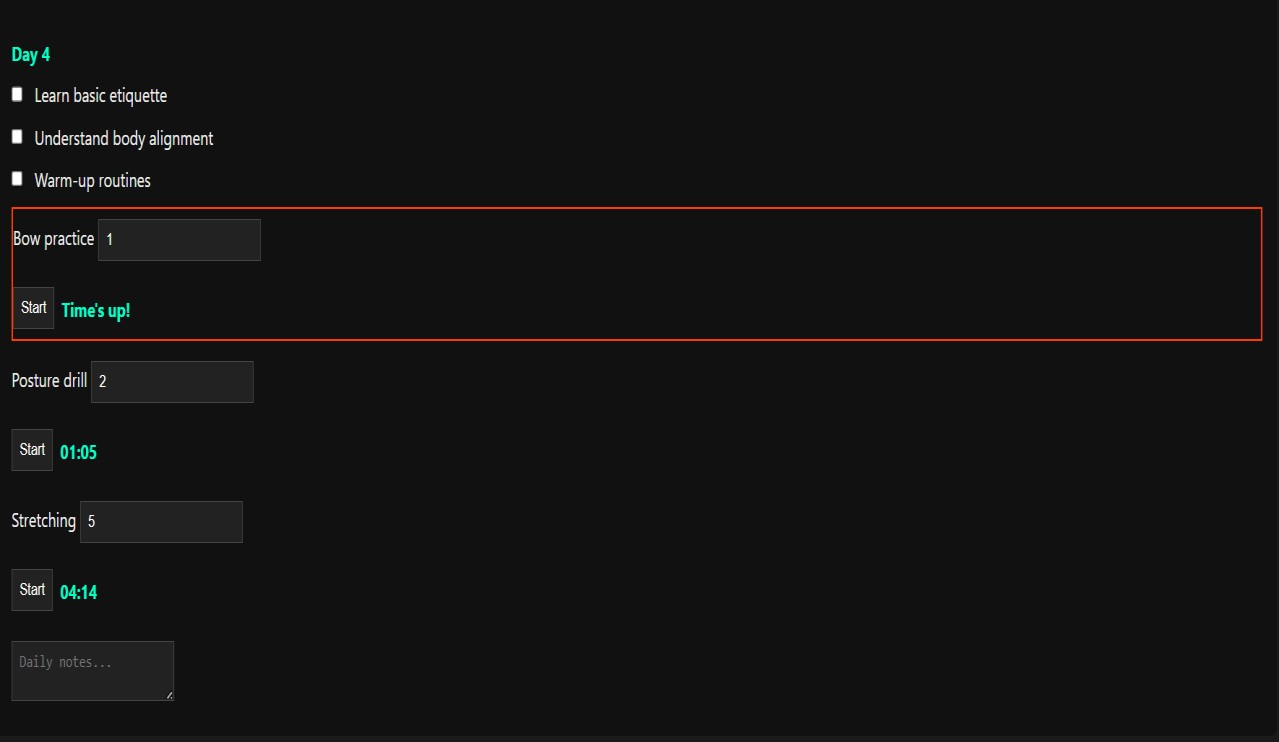 Day 4
Learn basic etiquette
Understand body alignment
Warm-up routines
Bow practice 1
Start Time's up!
Posture drill 2
Start 01:05
Stretching 5
Start 04:14
Daily notes...